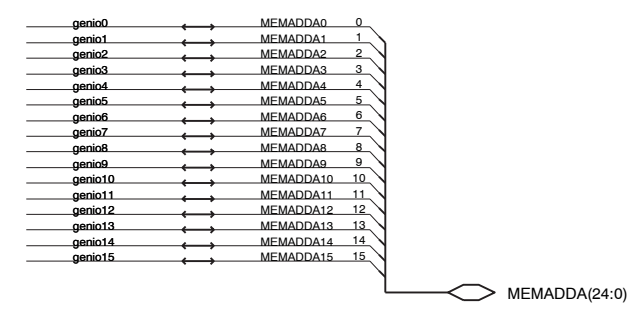 genio0 MEMADDA0 0
genio1 MEMADDA1 1
genio2 MEMADDA2 2
genio3 MEMADDA3 3
genio4 MEMADDA4 4
genio5 MEMADDA5 5
genio6 MEMADDA6 6
genio7 MEMADDA7 7
genio8 MEMADDA8 8
genio9 MEMADDA9 9
genio10 MEMADDA10 10
genio11 MEMADDA11 11
genio12 MEMADDA12 12
genio13 MEMADDA13 13
genio14 MEMADDA14 14
genio15 MEMADDA15 15
MEMADDA(24:0)